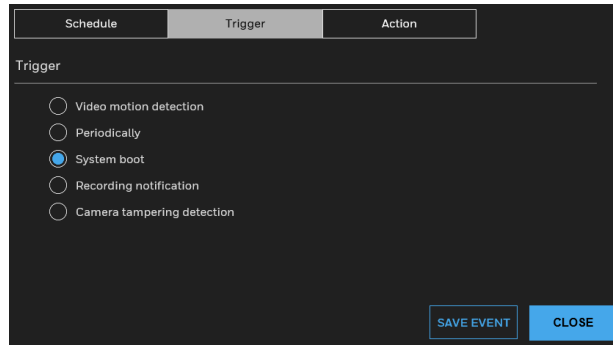 Schedule Trigger Action
Trigger
Video motion detection
Periodically
System boot
Recording notification
Camera tampering detection
SAVE EVENT CLOSE